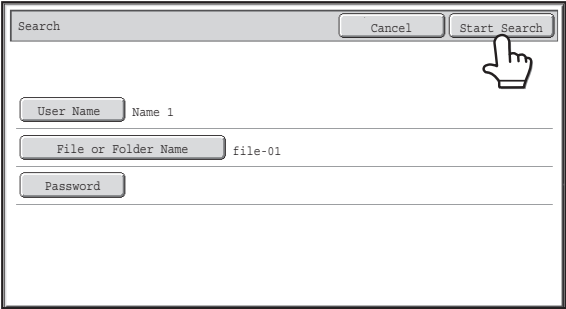 Search Cancel Start Search
User Name Name 1
File or Folder Name file-01
Password